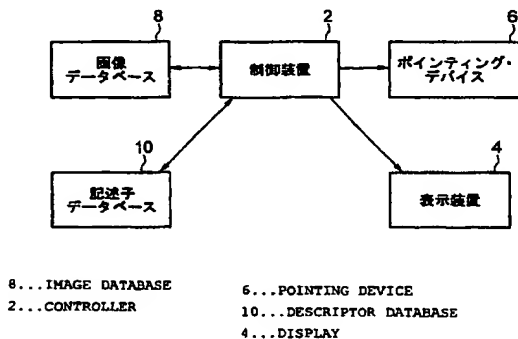 8
2
6
画像
データベース
制御装置
ポインティング・
デバイス
10
4
記述子
データベース
表示装置
8...IMAGE DATABASE
2...CONTROLLER
6...POINTING DEVICE
10...DESCRIPTOR DATABASE
4...DISPLAY